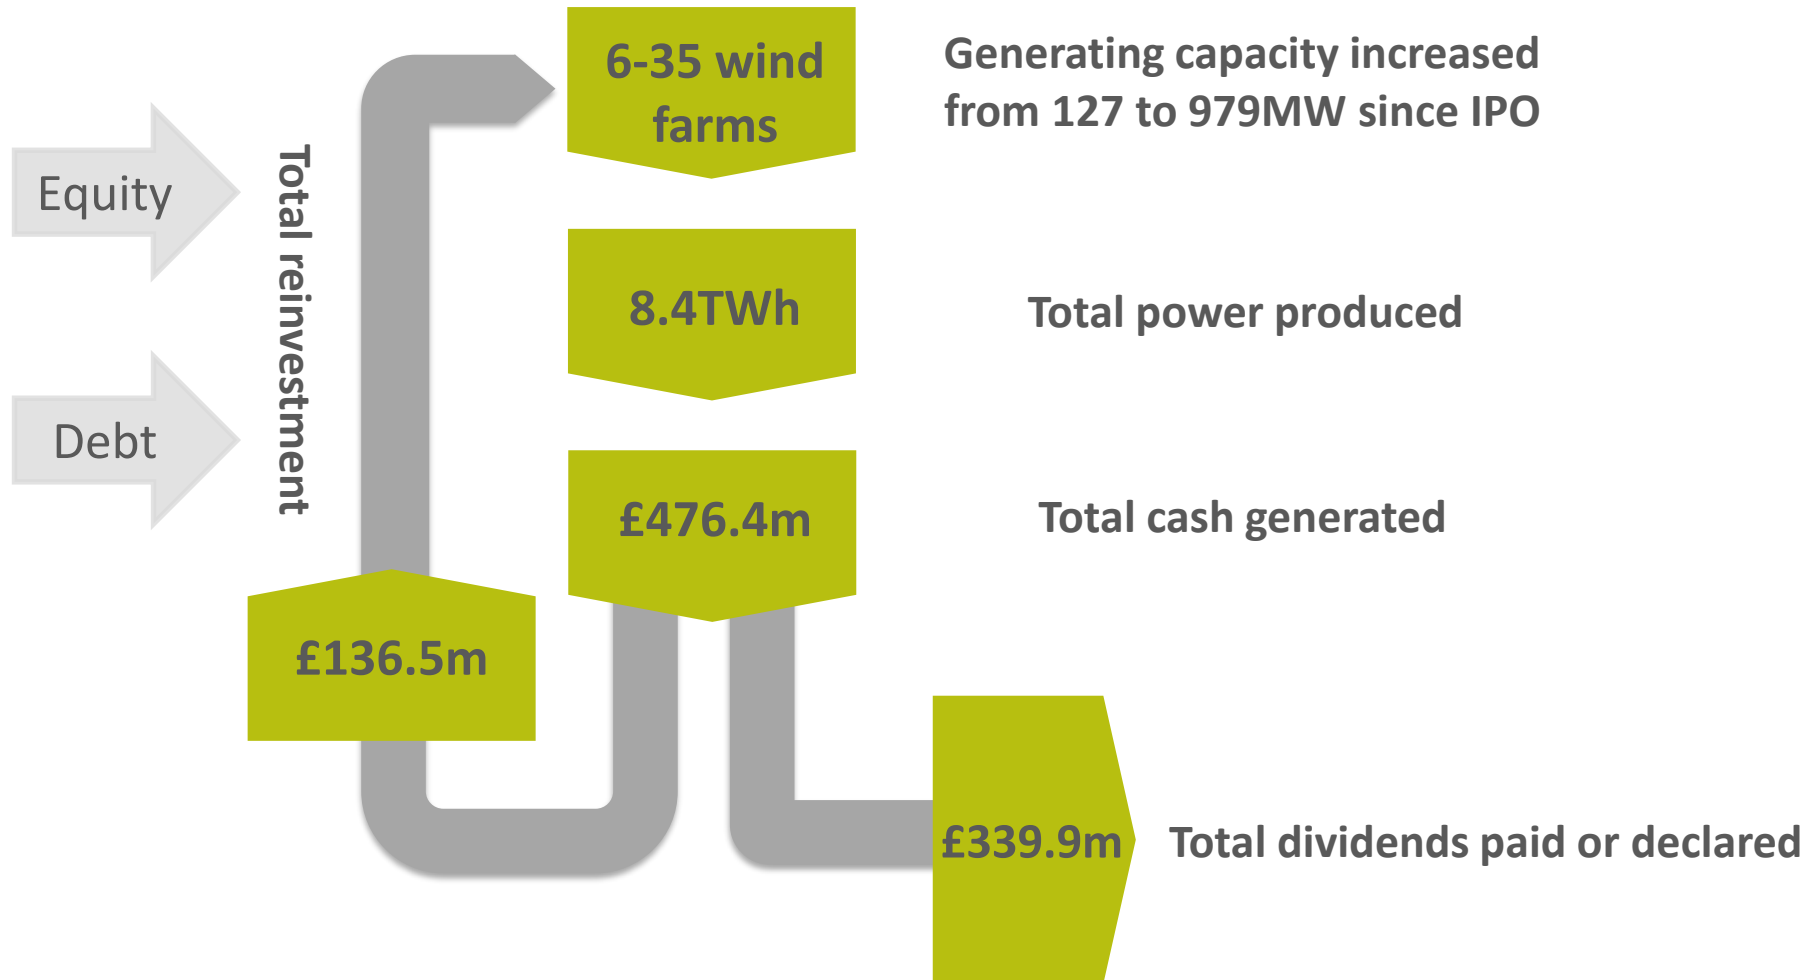 6-35 wind
farms
Generating capacity increased
from 127 to 979MW since IPO
Equity
Total reinvestment
8.4TWh
Total power produced
Debt
£476.4m
Total cash generated
£136.5m
£339.9m
Total dividends paid or declared